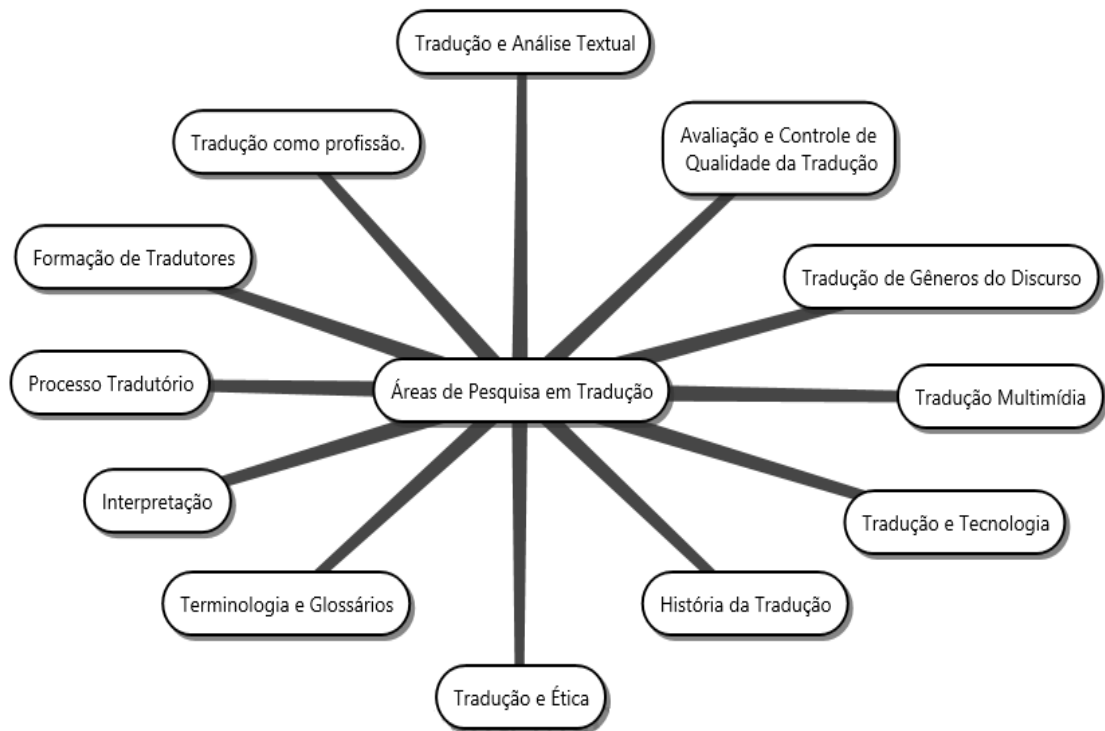 Tradução e Análise Textual
Tradução como profissão.
Avaliação e Controle de
Qualidade da Tradução
Formação de Tradutores
Tradução de Gêneros do Discurso
Processo Tradutório
Áreas de Pesquisa em Tradução
Tradução Multimídia
Interpretação
Tradução e Tecnologia
Terminologia e Glossários
História da Tradução
Tradução e Ética